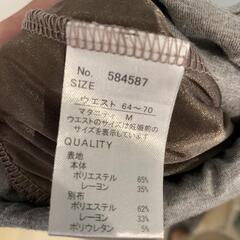 No. 584587
SIZE
ウエスト 64~70
マタニティ M
ウエストのサイズは妊娠前の
サイズを表示しています
QUALITY
表地
本体
ポリエステル 65%
レーヨン 35%
別布
ポリエステル 62%
レーヨン 33%
ポリウレタン 5%